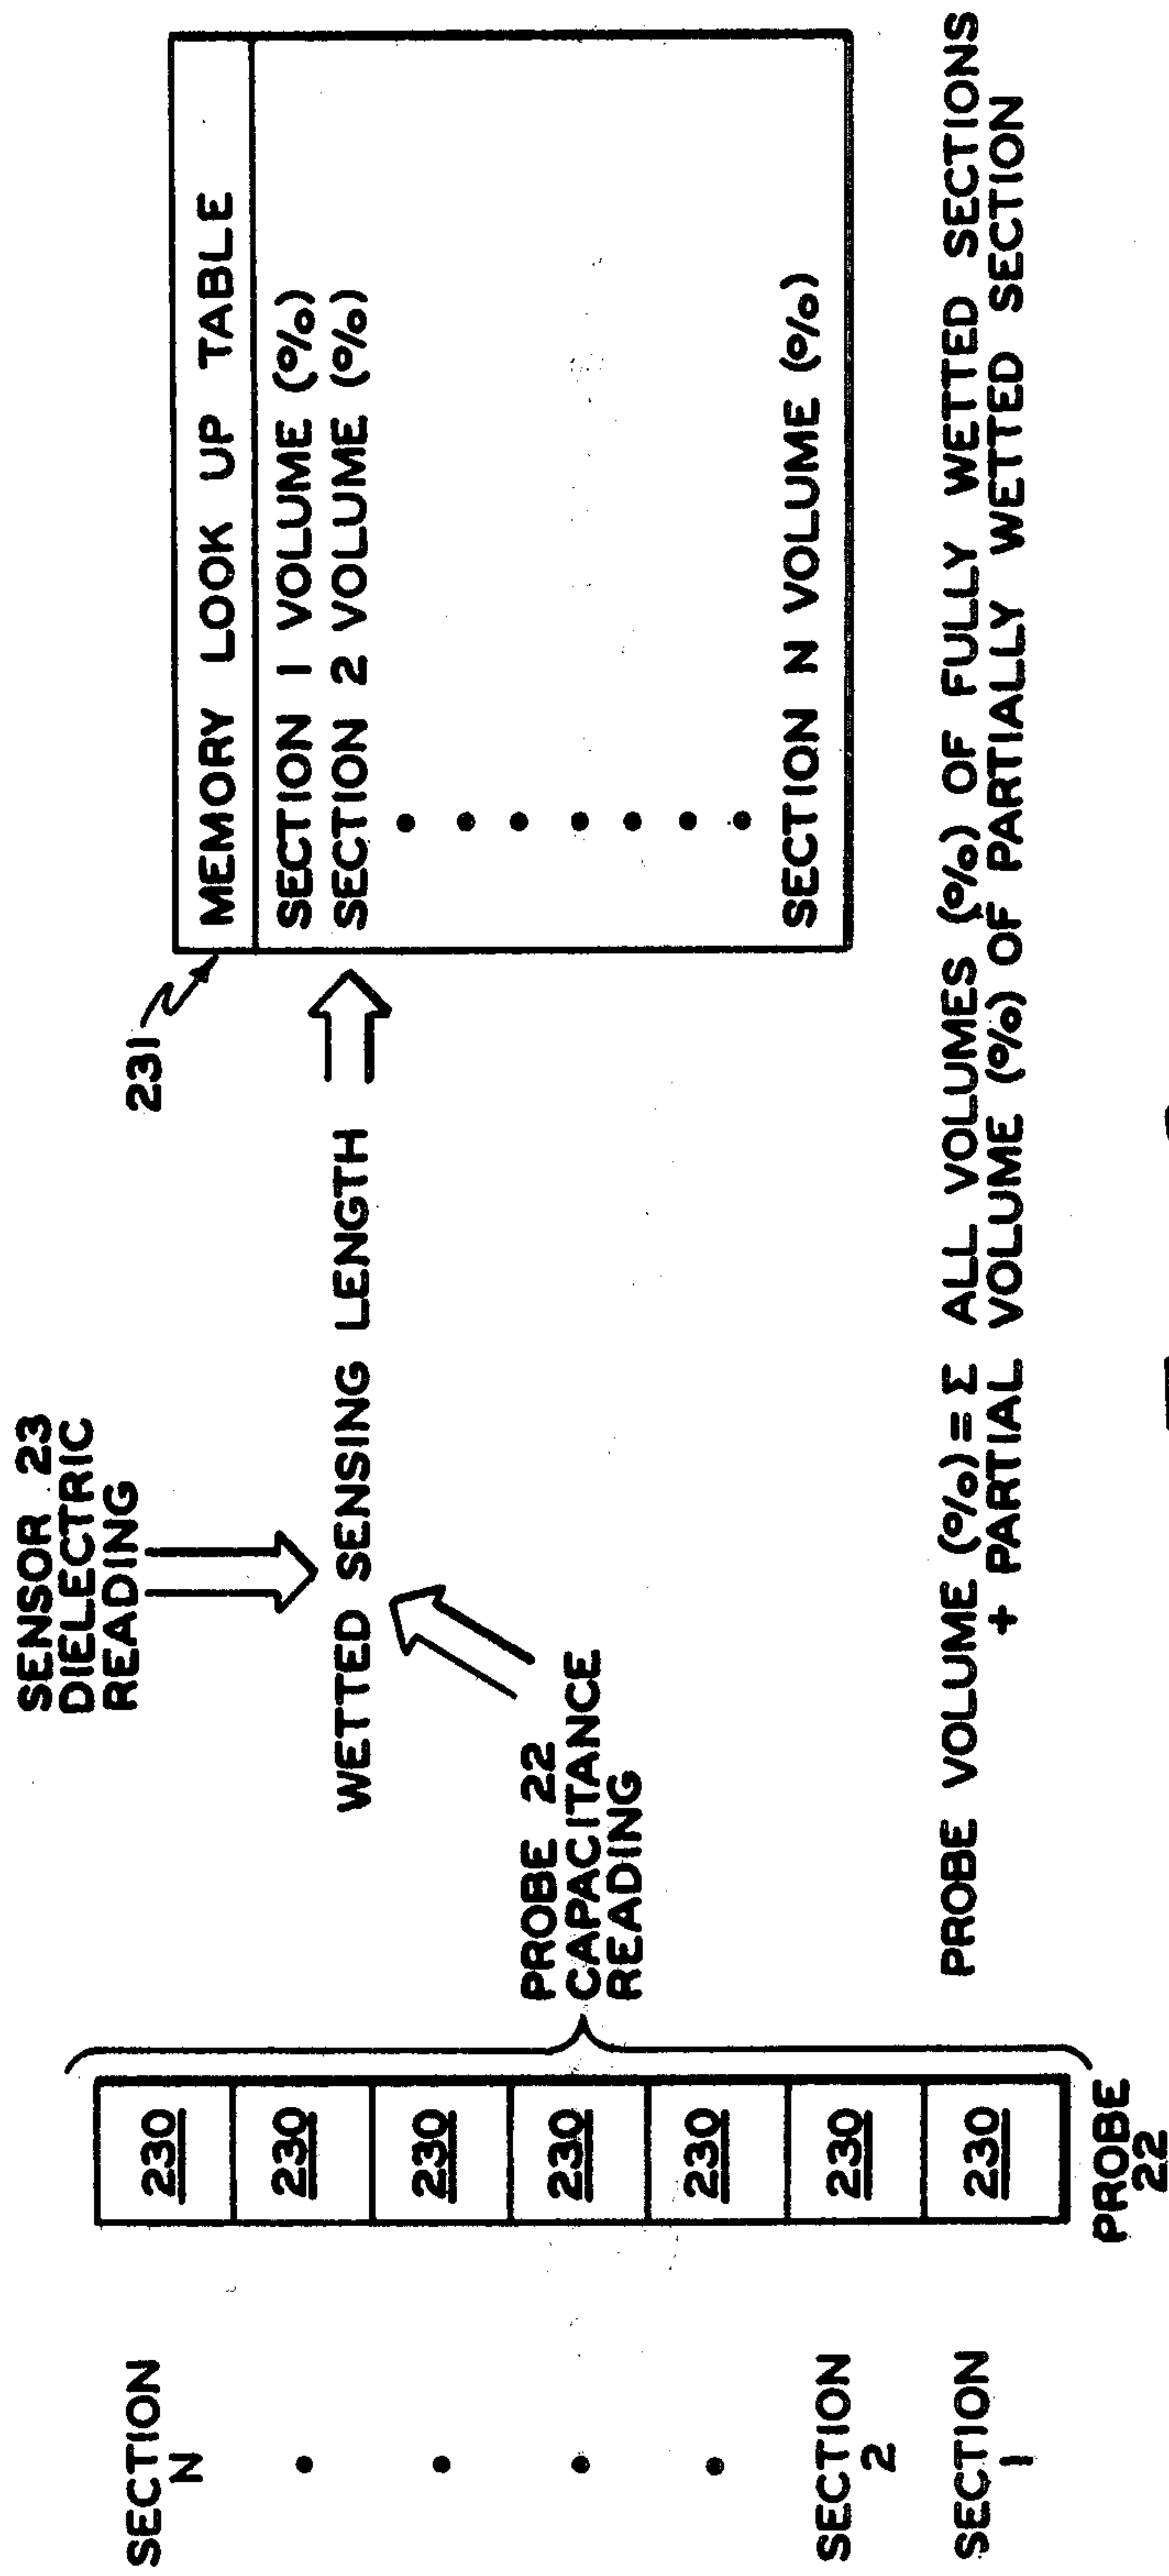 SECTION
N
SECTION
2
SECTION
1
230
230
230
230
230
230
230
PROBE
22
PROBE 22
CAPACITANCE
READING
SENSOR 23
DIELECTRIC
READING
WETTED SENSING LENGTH
231
MEMORY LOOK UP TABLE
SECTION 1 VOLUME (%)
SECTION 2 VOLUME (%)
SECTION N VOLUME (%)
PROBE VOLUME (%) = Σ ALL VOLUMES (%) OF FULLY WETTED SECTIONS
+ PARTIAL VOLUME (%) OF PARTIALLY WETTED SECTION